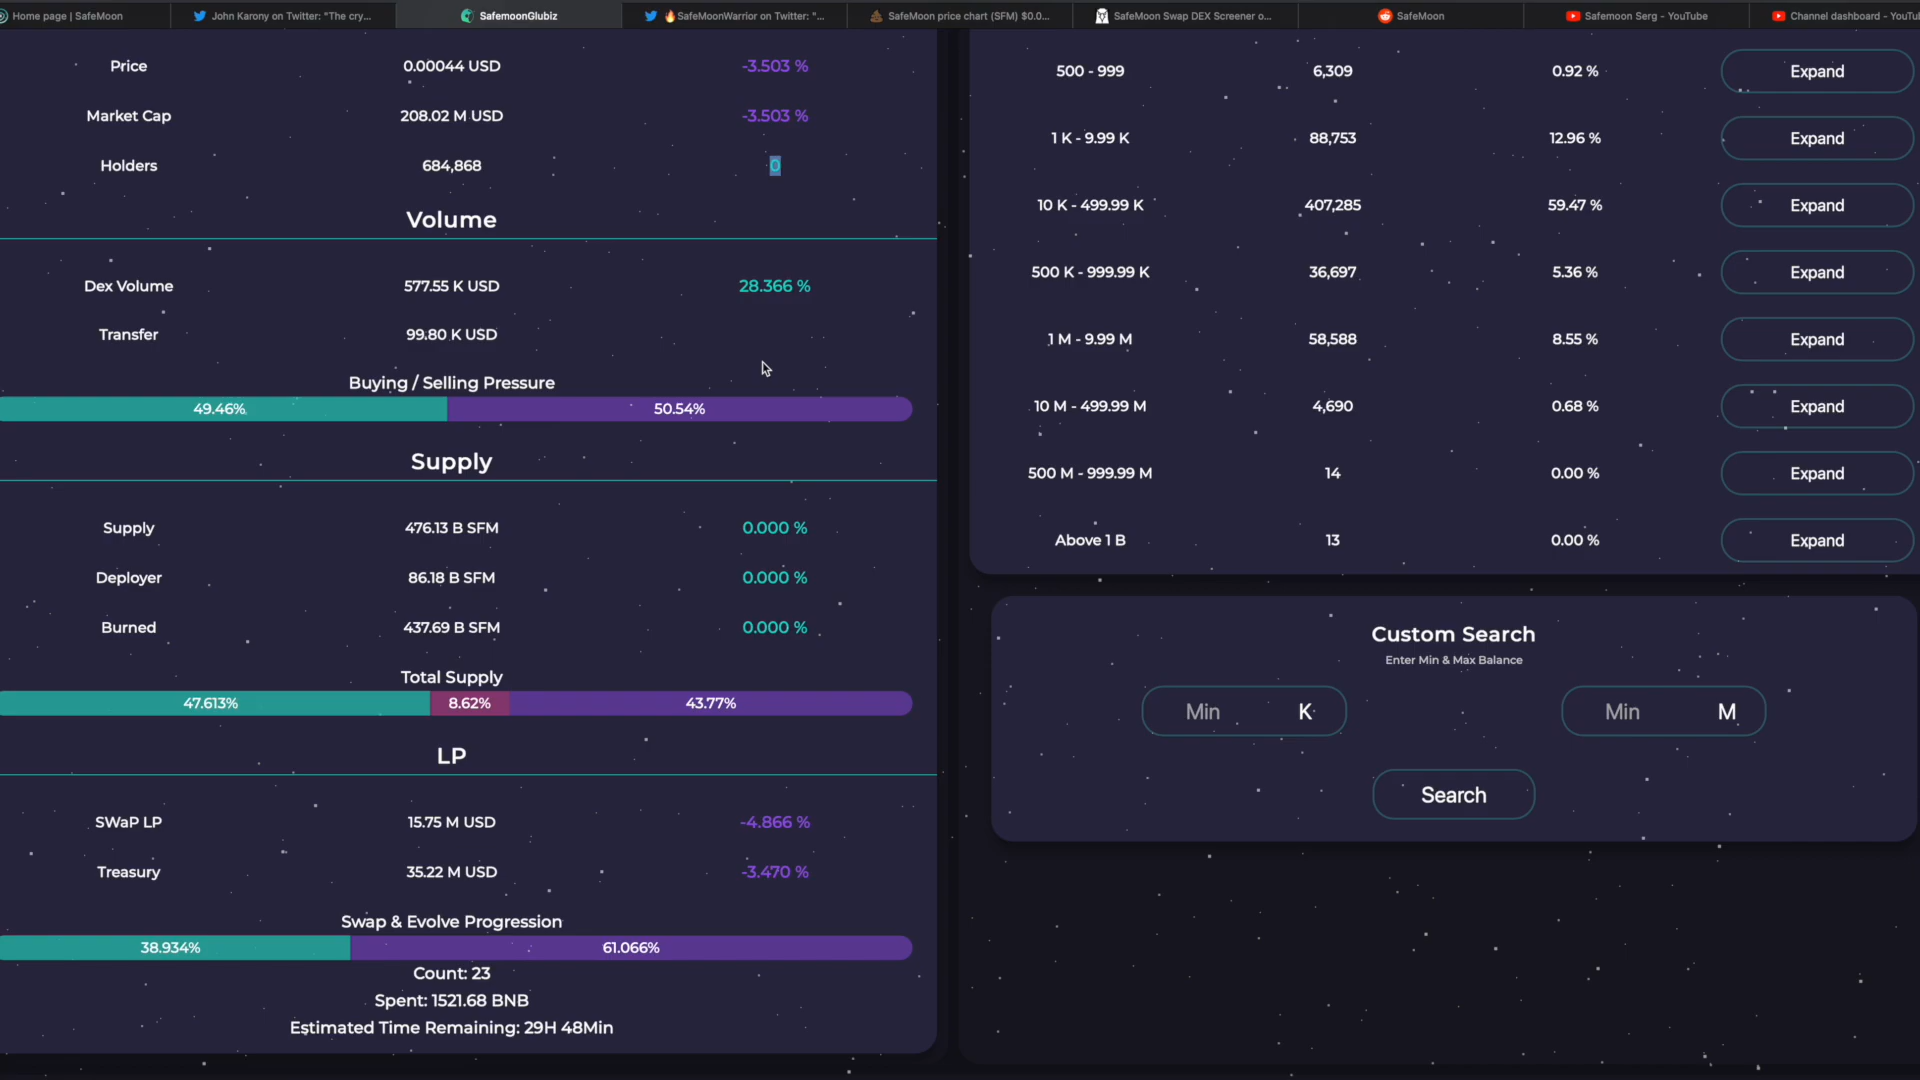 Home page | SafeMoon
John Karony on Twitter: "The cry...
SafemoonGlubiz
🔥SafeMoonWarrior on Twitter: "...
SafeMoon price chart (SFM) $0.0...
SafeMoon Swap DEX Screener o...
SafeMoon
Safemoon Serg - YouTube
Channel dashboard - YouTu
Price 0.00044 USD -3.503 %
Market Cap 208.02 M USD -3.503 %
Holders 684,868 0
Volume
Dex Volume 577.55 K USD 28.366 %
Transfer 99.80 K USD
Buying / Selling Pressure
49.46% 50.54%
Supply
Supply 476.13 B SFM 0.000 %
Deployer 86.18 B SFM 0.000 %
Burned 437.69 B SFM 0.000 %
Total Supply
47.613% 8.62% 43.77%
LP
SWaP LP 15.75 M USD -4.866 %
Treasury 35.22 M USD -3.470 %
Swap & Evolve Progression
38.934% 61.066%
Count: 23
Spent: 1521.68 BNB
Estimated Time Remaining: 29H 48Min
500 - 999 6,309 0.92 % Expand
1 K - 9.99 K 88,753 12.96 % Expand
10 K - 499.99 K 407,285 59.47 % Expand
500 K - 999.99 K 36,697 5.36 % Expand
1 M - 9.99 M 58,588 8.55 % Expand
10 M - 499.99 M 4,690 0.68 % Expand
500 M - 999.99 M 14 0.00 % Expand
Above 1 B 13 0.00 % Expand
Custom Search
Enter Min & Max Balance
Min K Min M
Search